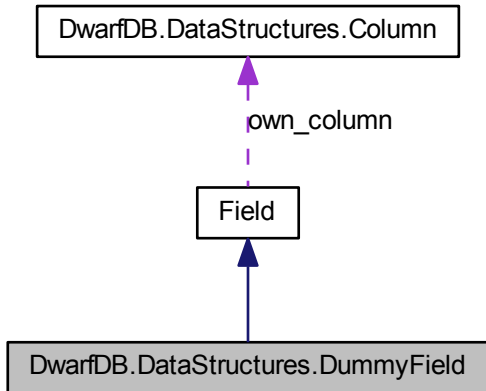 DwarfDB.DataStructures.Column
own_column
Field
DwarfDB.DataStructures.DummyField